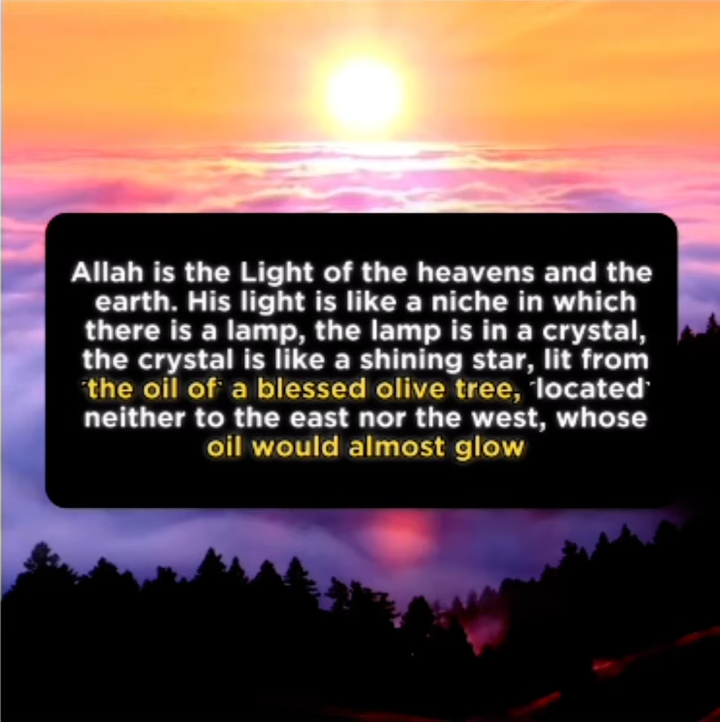 Allah is the Light of the heavens and the
earth. His light is like a niche in which
there is a lamp, the lamp is in a crystal,
the crystal is like a shining star, lit from
˹the oil of˺ a blessed olive tree, ˹located˺
neither to the east nor the west, whose
oil would almost glow